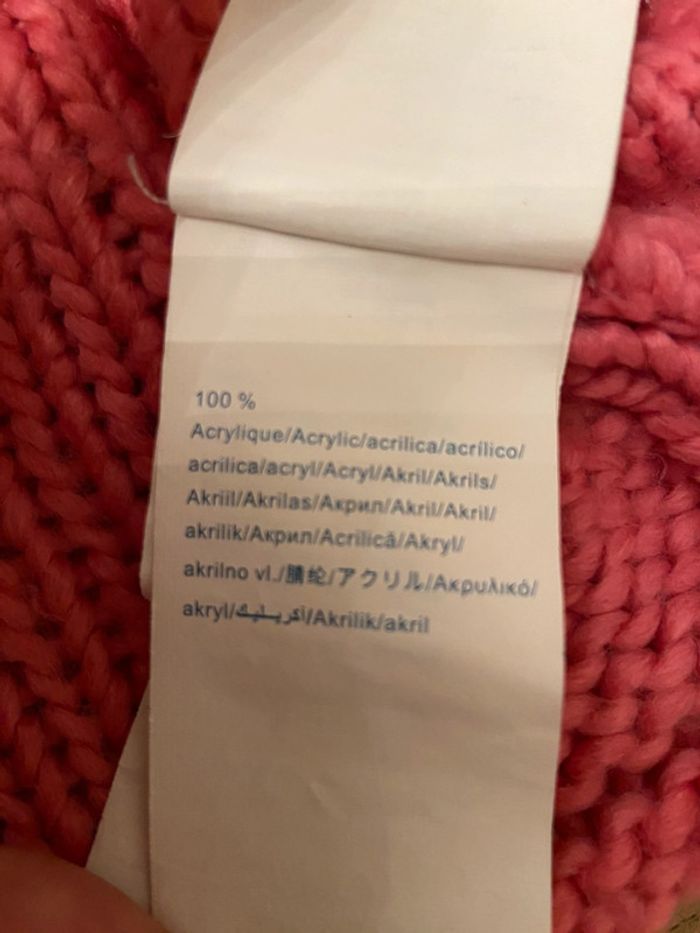 100 %
Acrylique/Acrylic/acrilica/acrílico/
acrilica/acryl/Acryl/Akril/Akrils/
Akriil/Akrilas/Акрил/Akril/Akril/
akrilik/Акрил/Acrilică/Akryl/
akrilno vl./腈纶/アクリル/Ακρυλικό/
akryl/أكريليك/Akrilik/akril